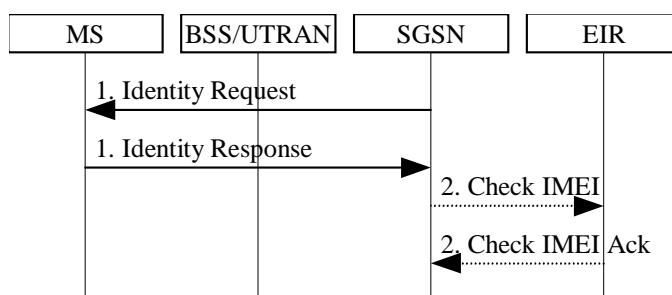 MS BSS/UTRAN SGSN EIR
1. Identity Request
1. Identity Response
2. Check IMEI
2. Check IMEI Ack